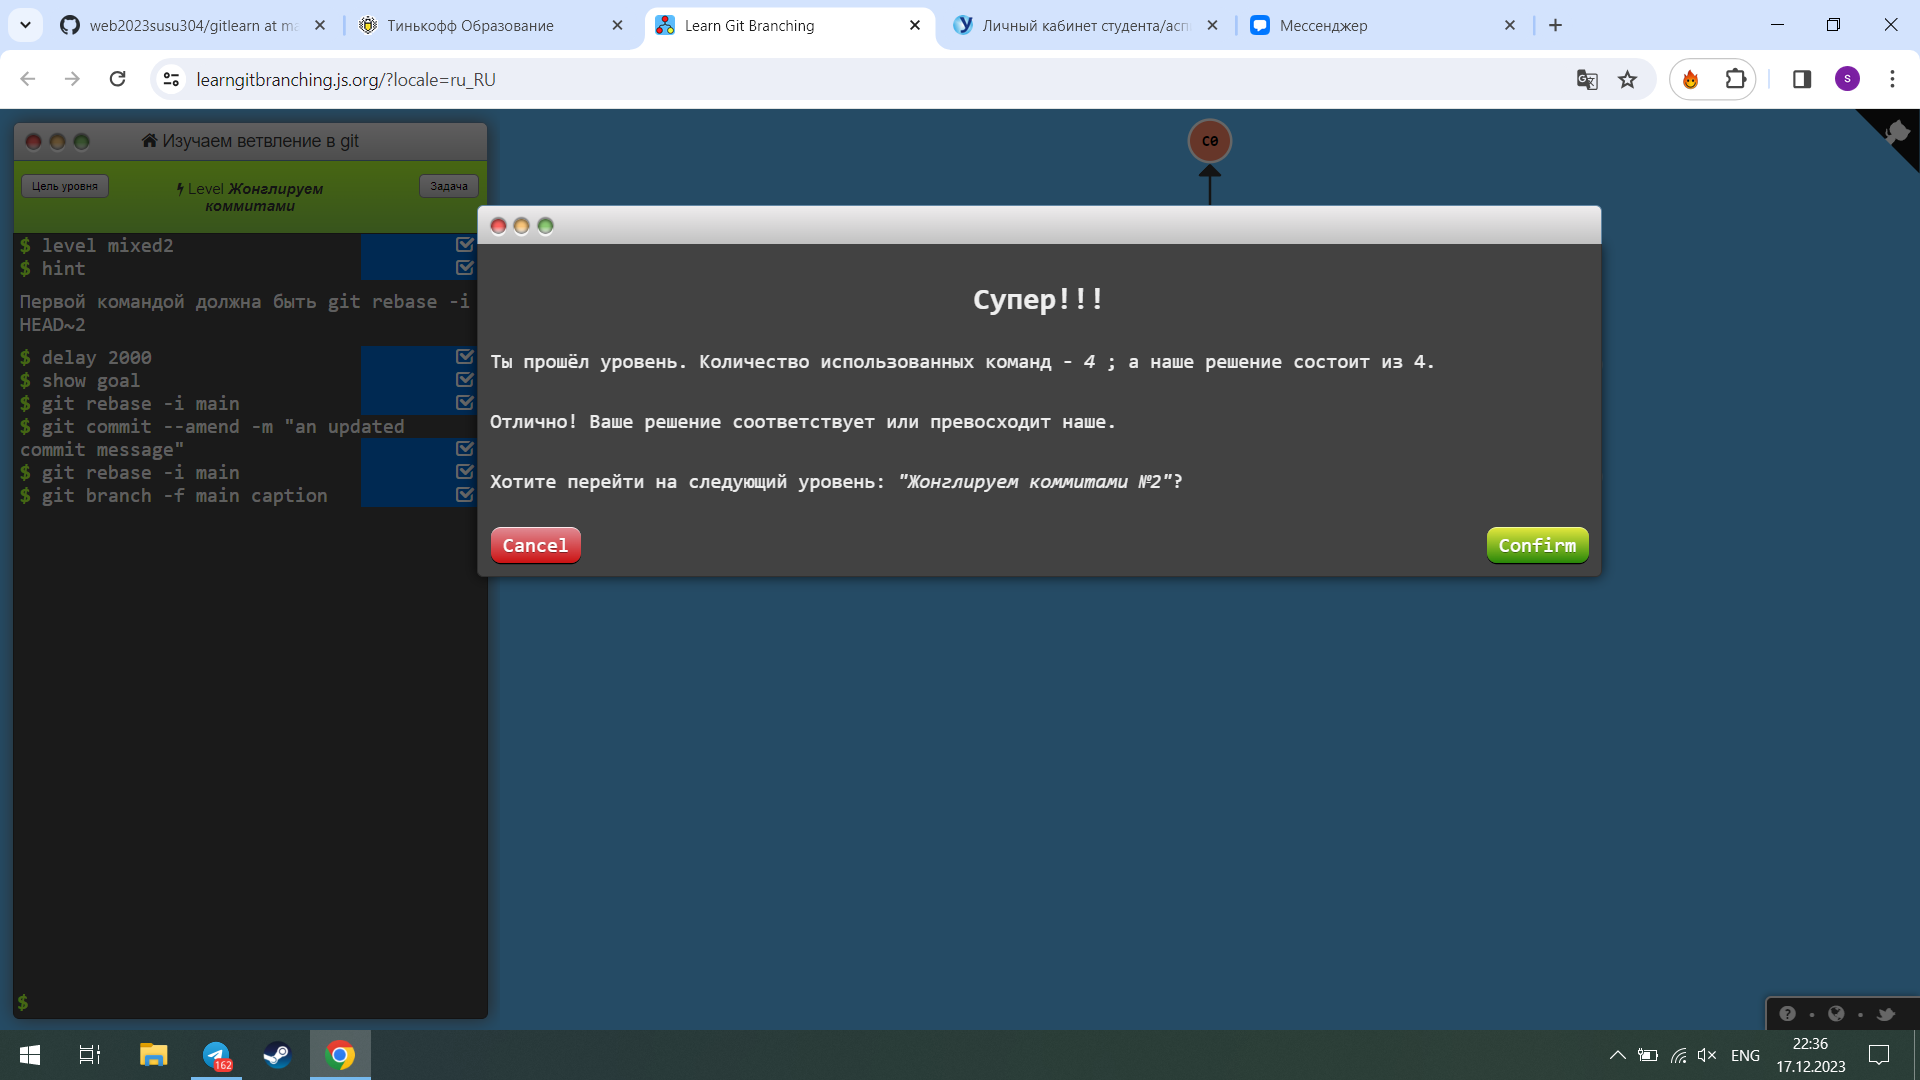 web2023susu304/gitlearn at ma
Тинькофф Образование
Learn Git Branching
Личный кабинет студента/асп
Мессенджер
learngitbranching.js.org/?locale=ru_RU
S
Изучаем ветвление в git
Цель уровня
Level Жонглируем
коммитами
Задача
$ level mixed2
$ hint
Первой командой должна быть git rebase -i
HEAD~2
$ delay 2000
$ show goal
$ git rebase -i main
$ git commit --amend -m "an updated
commit message"
$ git rebase -i main
$ git branch -f main caption
$
C0
Супер!!!
Ты прошёл уровень. Количество использованных команд - 4 ; а наше решение состоит из 4.
Отлично! Ваше решение соответствует или превосходит наше.
Хотите перейти на следующий уровень: "Жонглируем коммитами №2"?
Cancel
Confirm
162
ENG
22:36
17.12.2023